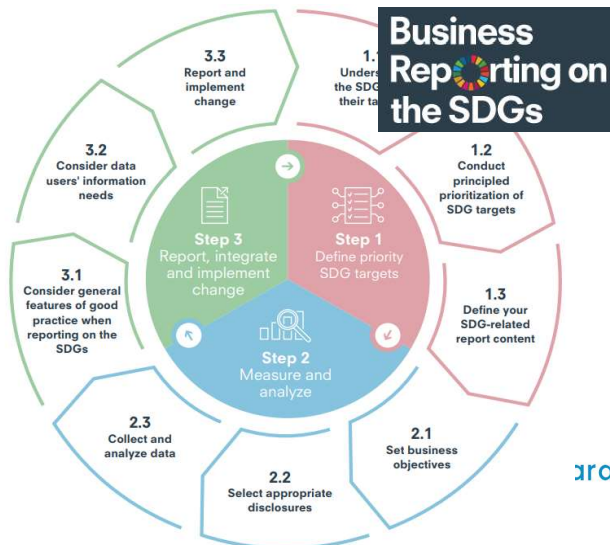 Business
Reporting on
the SDGs
3.3
Report and
implement
change
the SDG
1.2
Conduct
principled
prioritization of
SDG targets
1.3
Define your
SDG-related
report content
2.1
Set business
objectives
2.2
Select appropriate
disclosures
2.3
Collect and
analyze data
3.1
Consider general
features of good
practice when
reporting on the
SDGs
3.2
Consider data
users' information
needs
Step 1
Define priority
SDG targets
Step 2
Measure and
analyze
Step 3
Report, integrate
and implement
change